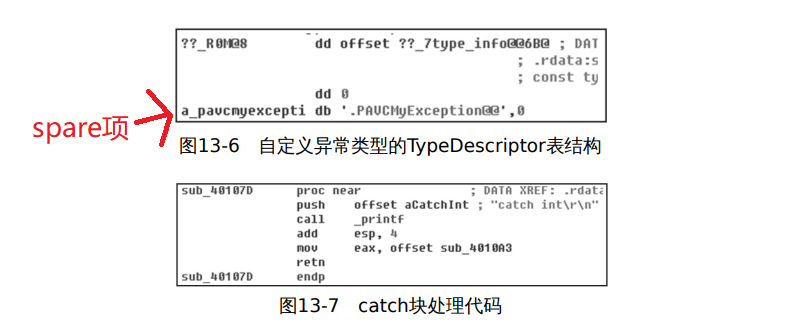 ??_R0M@8 dd offset ??_7type_info@@6B@ ; DAT
; .rdata:s
; const ty
dd 0
a_pavcmyexcepti db '.PAVCMyException@@',0
spare项
图13-6 自定义异常类型的TypeDescriptor表结构
sub_40107D proc near ; DATA XREF: .rdata
push offset aCatchInt ; "catch int\r\n"
call _printf
add esp, 4
mov eax, offset sub_4010A3
retn
sub_40107D endp
图13-7 catch块处理代码